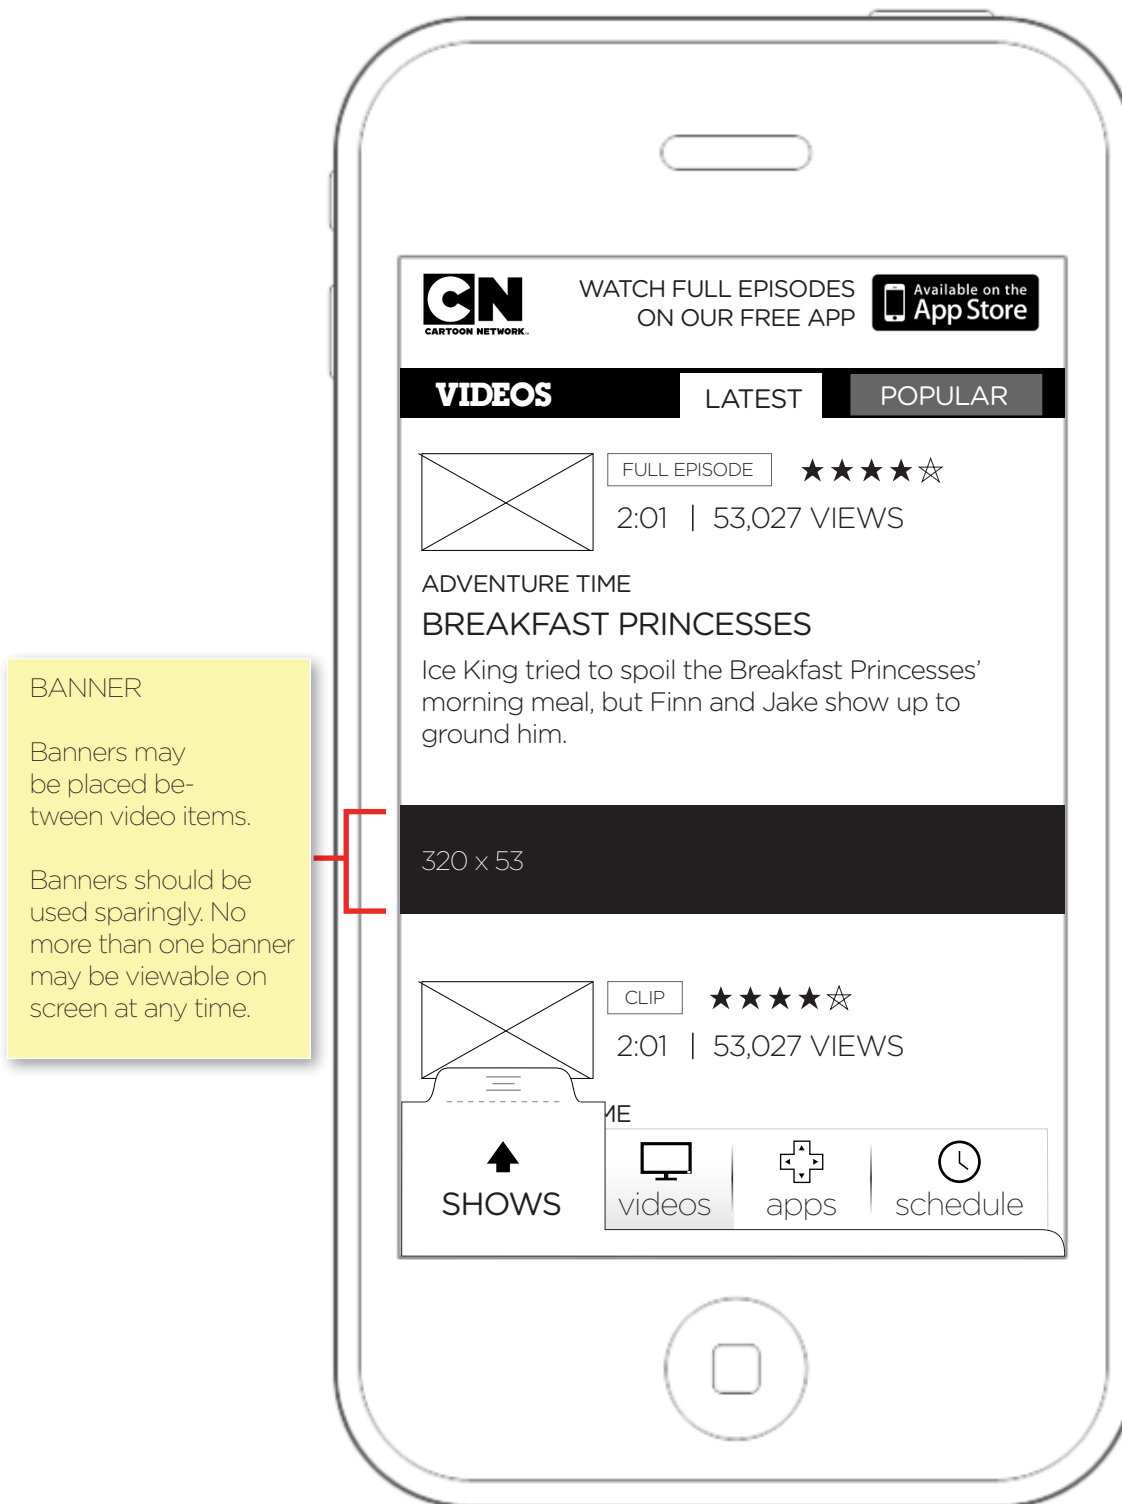 CN
CARTOON NETWORK
WATCH FULL EPISODES
ON OUR FREE APP
Available on the
App Store
VIDEOS
LATEST
POPULAR
FULL EPISODE
2:01 | 53,027 VIEWS
ADVENTURE TIME
BREAKFAST PRINCESSES
Ice King tried to spoil the Breakfast Princesses’
morning meal, but Finn and Jake show up to
ground him.
BANNER
Banners may
be placed be-
tween video items.
Banners should be
used sparingly. No
more than one banner
may be viewable on
screen at any time.
320 x 53
CLIP
2:01 | 53,027 VIEWS
SHOWS
videos
apps
schedule